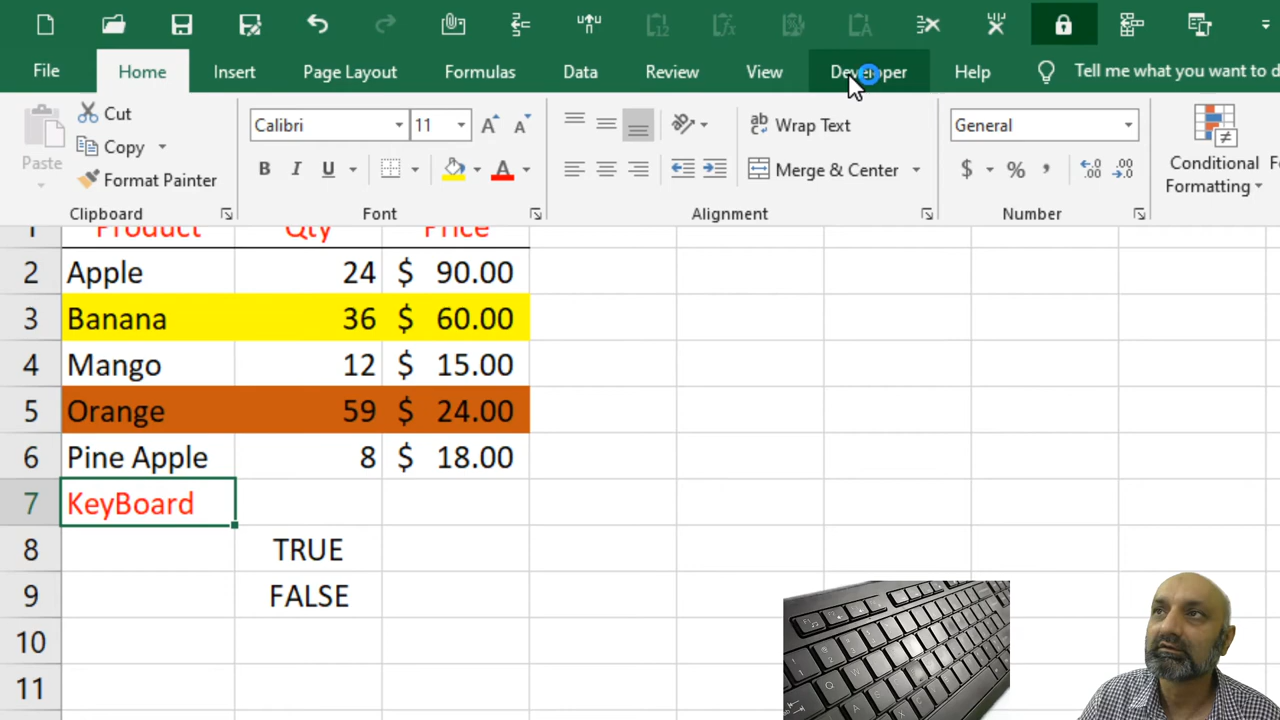 File Home Insert Page Layout Formulas Data Review View Developer Help Tell me what you want to d
Paste Cut Calibri 11 Wrap Text General Conditional
Copy
Format Painter B I U A Merge & Center $ % , Formatting
Clipboard Font Alignment Number
1 Product Qty Price
2 Apple 24 $ 90.00
3 Banana 36 $ 60.00
4 Mango 12 $ 15.00
5 Orange 59 $ 24.00
6 Pine Apple 8 $ 18.00
7 KeyBoard
8 TRUE
9 FALSE
10
11